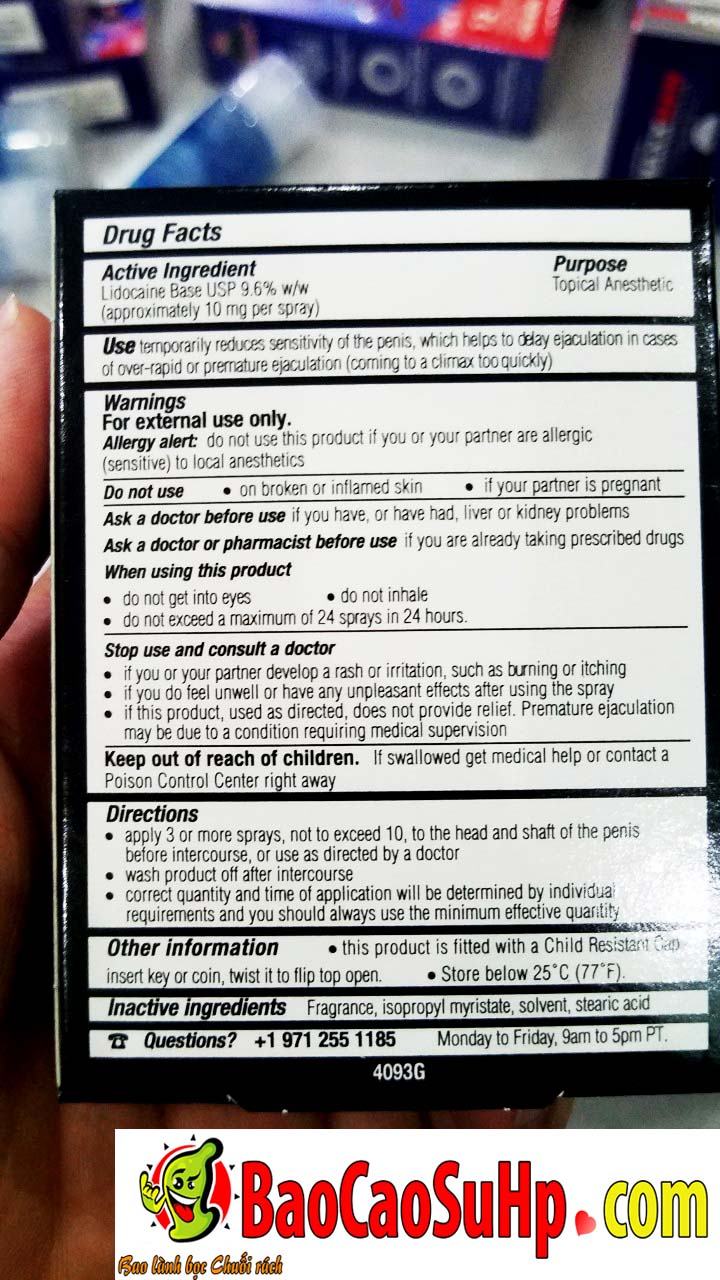 Drug Facts
Active Ingredient Purpose
Lidocaine Base USP 9.6% w/w Topical Anesthetic
(approximately 10 mg per spray)
Use temporarily reduces sensitivity of the penis, which helps to delay ejaculation in cases
of over-rapid or premature ejaculation (coming to a climax too quickly)
Warnings
For external use only.
Allergy alert: do not use this product if you or your partner are allergic
(sensitive) to local anesthetics
Do not use • on broken or inflamed skin • if your partner is pregnant
Ask a doctor before use if you have, or have had, liver or kidney problems
Ask a doctor or pharmacist before use if you are already taking prescribed drugs
When using this product
• do not get into eyes • do not inhale
• do not exceed a maximum of 24 sprays in 24 hours.
Stop use and consult a doctor
• if you or your partner develop a rash or irritation, such as burning or itching
• if you do feel unwell or have any unpleasant effects after using the spray
• if this product, used as directed, does not provide relief. Premature ejaculation
may be due to a condition requiring medical supervision
Keep out of reach of children. If swallowed get medical help or contact a
Poison Control Center right away
Directions
• apply 3 or more sprays, not to exceed 10, to the head and shaft of the penis
before intercourse, or use as directed by a doctor
• wash product off after intercourse
• correct quantity and time of application will be determined by individual
requirements and you should always use the minimum effective quantity
Other information • this product is fitted with a Child Resistant Cap
insert key or coin, twist it to flip top open. • Store below 25°C (77°F).
Inactive ingredients Fragrance, isopropyl myristate, solvent, stearic acid
☎ Questions? +1 971 255 1185 Monday to Friday, 9am to 5pm PT.
4093G
BaoCaoSuHp.com
Bao lành bọc Chuối rách